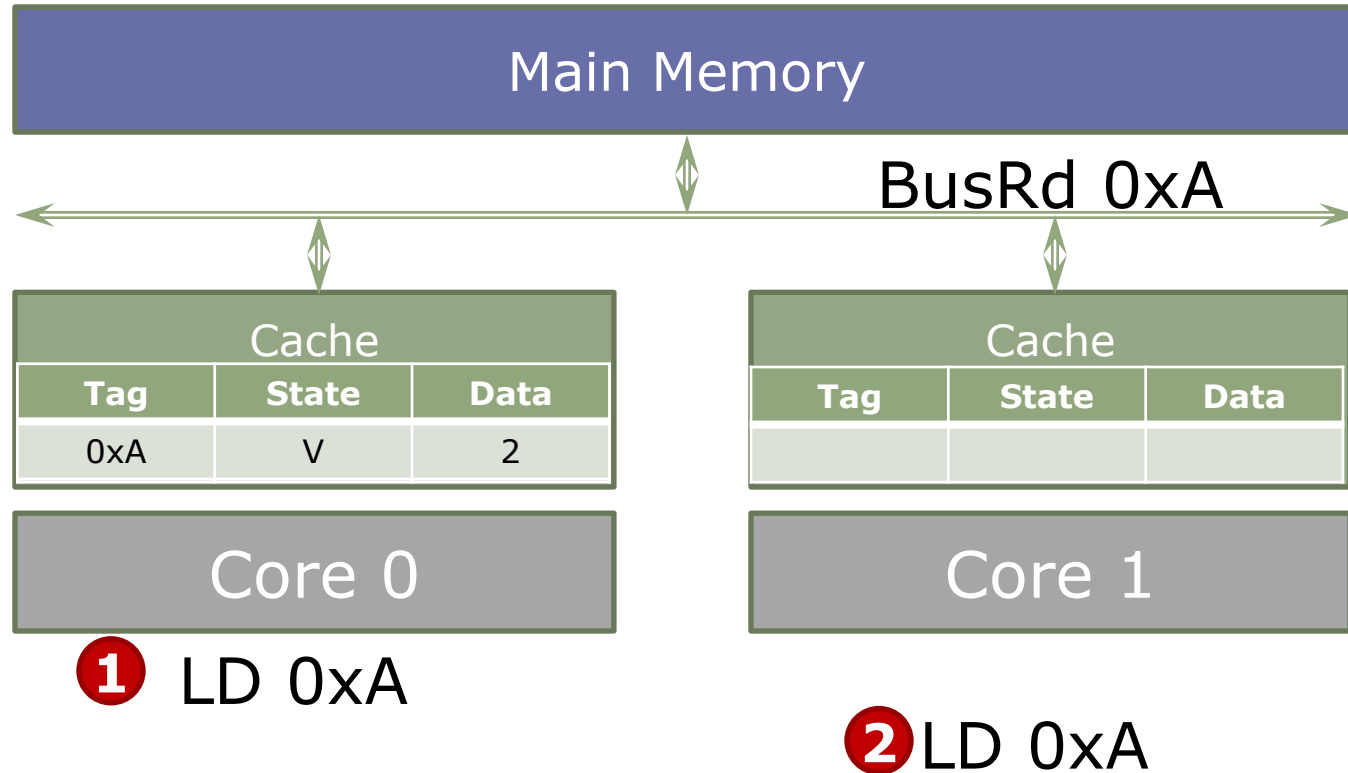 Main Memory
BusRd 0xA
Cache
Tag State Data
0xA V 2
Core 0
1 LD 0xA
Cache
Tag State Data
Core 1
2 LD 0xA